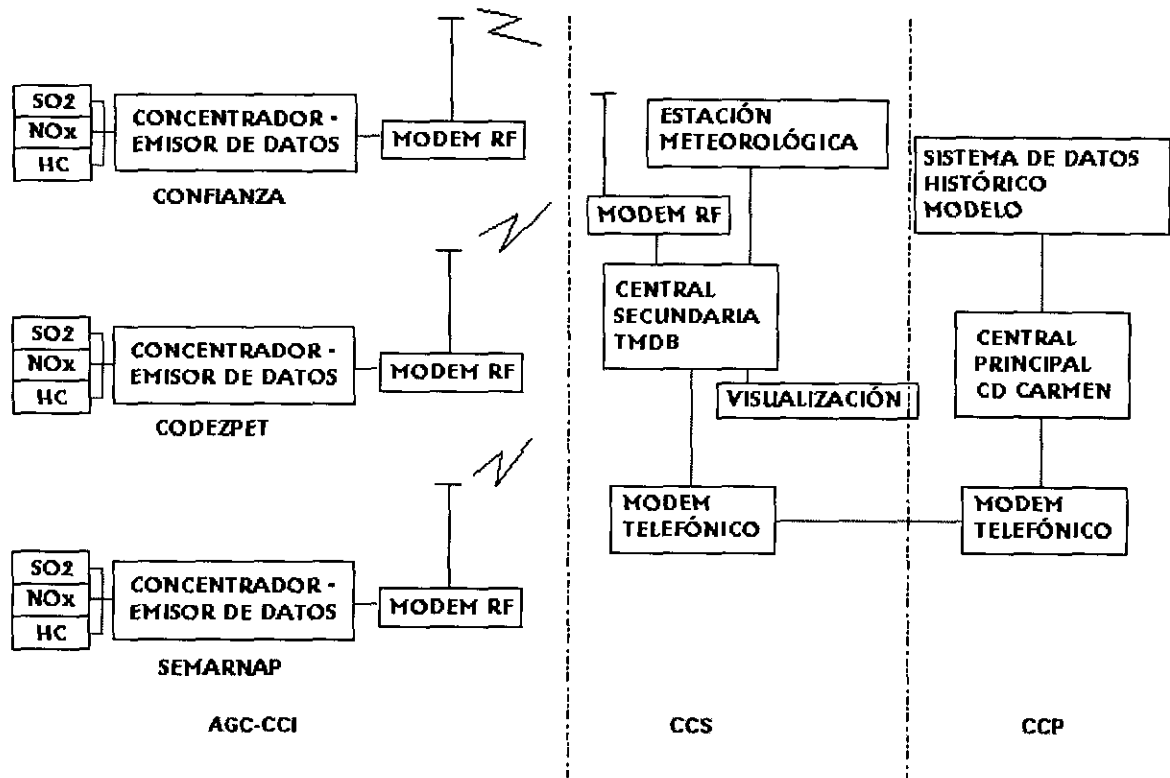 SO2
NOx
HC
CONCENTRADOR -
EMISOR DE DATOS
MODEM RF
CONFIANZA
SO2
NOx
HC
CONCENTRADOR -
EMISOR DE DATOS
MODEM RF
CODEZPET
SO2
NOx
HC
CONCENTRADOR -
EMISOR DE DATOS
MODEM RF
SEMARNAP
AGC-CCI
ESTACIÓN
METEOROLÓGICA
MODEM RF
CENTRAL
SECUNDARIA
TMDB
VISUALIZACIÓN
MODEM
TELEFÓNICO
CCS
SISTEMA DE DATOS
HISTÓRICO
MODELO
CENTRAL
PRINCIPAL
CD CARMEN
MODEM
TELEFÓNICO
CCP